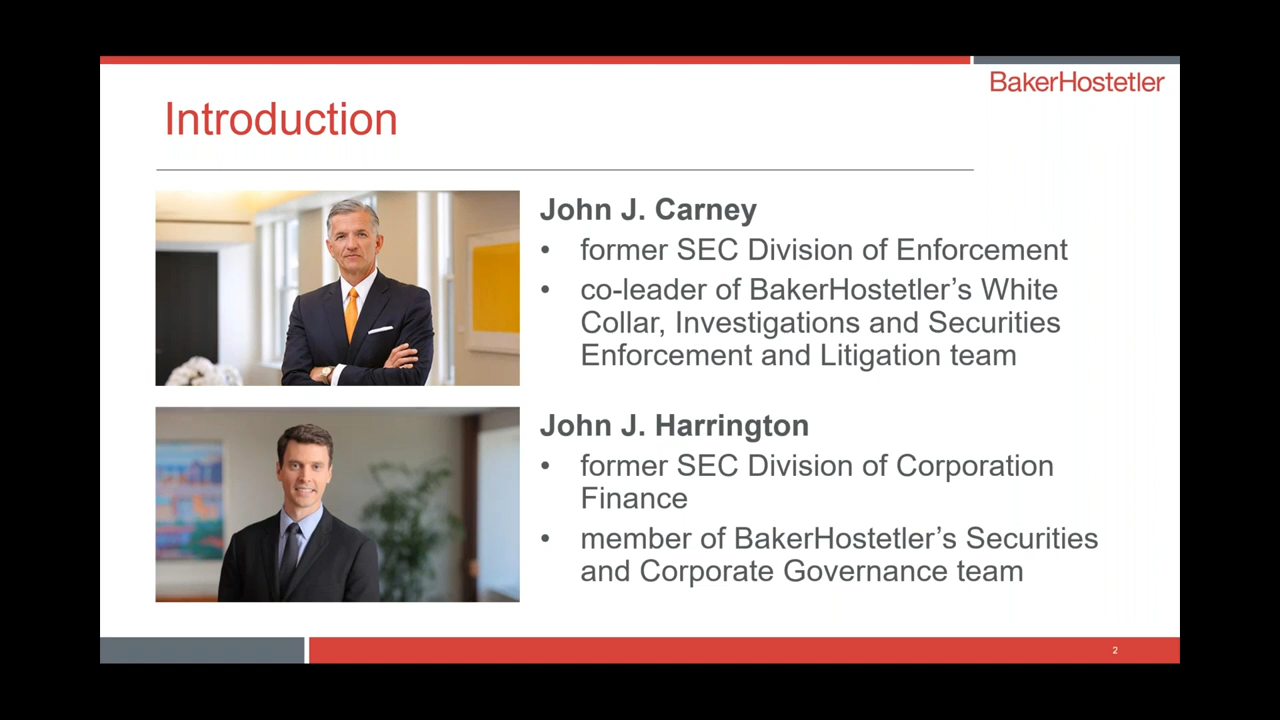 BakerHostetler
Introduction
John J. Carney
• former SEC Division of Enforcement
• co-leader of BakerHostetler’s White
Collar, Investigations and Securities
Enforcement and Litigation team
John J. Harrington
• former SEC Division of Corporation
Finance
• member of BakerHostetler’s Securities
and Corporate Governance team
2